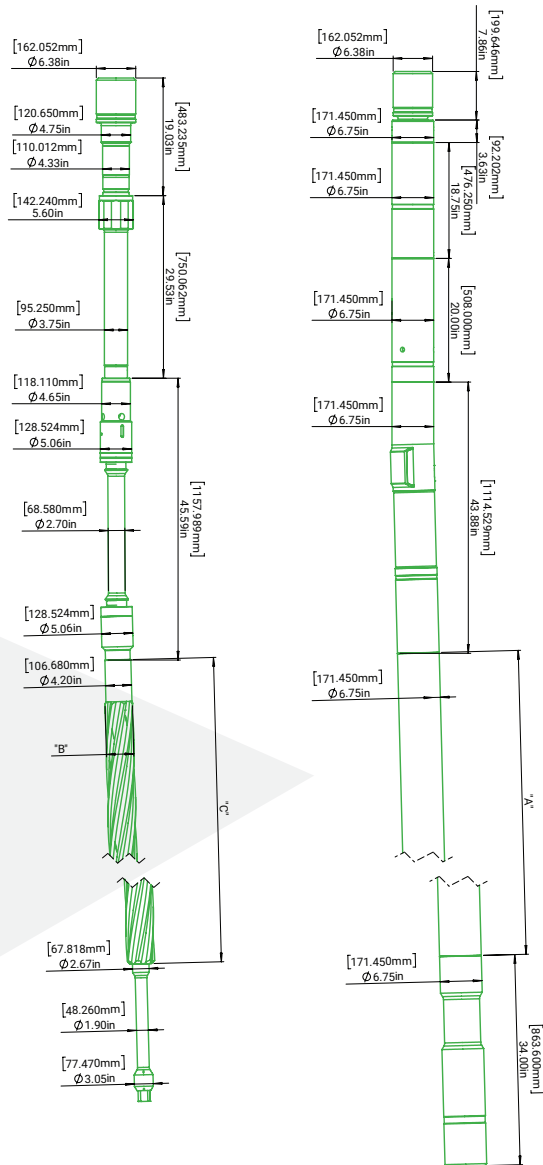 [162.052mm]
Ø6.38in
[120.650mm]
Ø4.75in
[110.012mm]
Ø4.33in
[142.240mm]
5.60in
[95.250mm]
Ø3.75in
[118.110mm]
Ø4.65in
[128.524mm]
Ø5.06in
[68.580mm]
Ø2.70in
[128.524mm]
Ø5.06in
[106.680mm]
Ø4.20in
"B"
[67.818mm]
Ø2.67in
[48.260mm]
Ø1.90in
[77.470mm]
Ø3.05in
[483.235mm]
19.03in
[750.062mm]
29.53in
[1157.989mm]
45.59in
"C"
[162.052mm]
Ø6.38in
[171.450mm]
Ø6.75in
[171.450mm]
Ø6.75in
[171.450mm]
Ø6.75in
[171.450mm]
Ø6.75in
[171.450mm]
Ø6.75in
[171.450mm]
Ø6.75in
[199.646mm]
7.86in
[92.202mm]
3.63in
[476.250mm]
18.75in
[508.000mm]
20.00in
[1114.529mm]
43.88in
"A"
[863.600mm]
34.00in